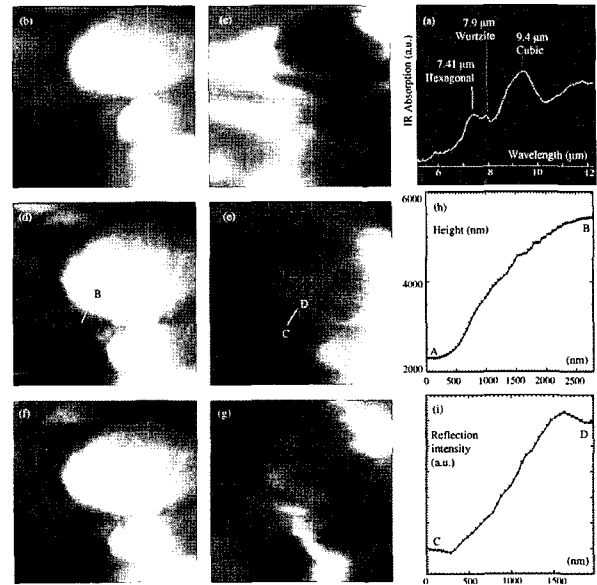 (b)
(c)
(a)
7.9 µm
Wurtzite
9.4 µm
Cubic
7.41 µm
Hexagonal
IR Absorption (a.u.)
Wavelength (µm)
6 8 10 12
(d)
B
(e)
D
C
(h)
6000
Height (nm)
B
4000
A
2000
0 500 1000 1500 2000 2500
(nm)
(f)
(g)
(i)
Reflection
intensity
(a.u.)
D
C
0 500 1000 1500
(nm)